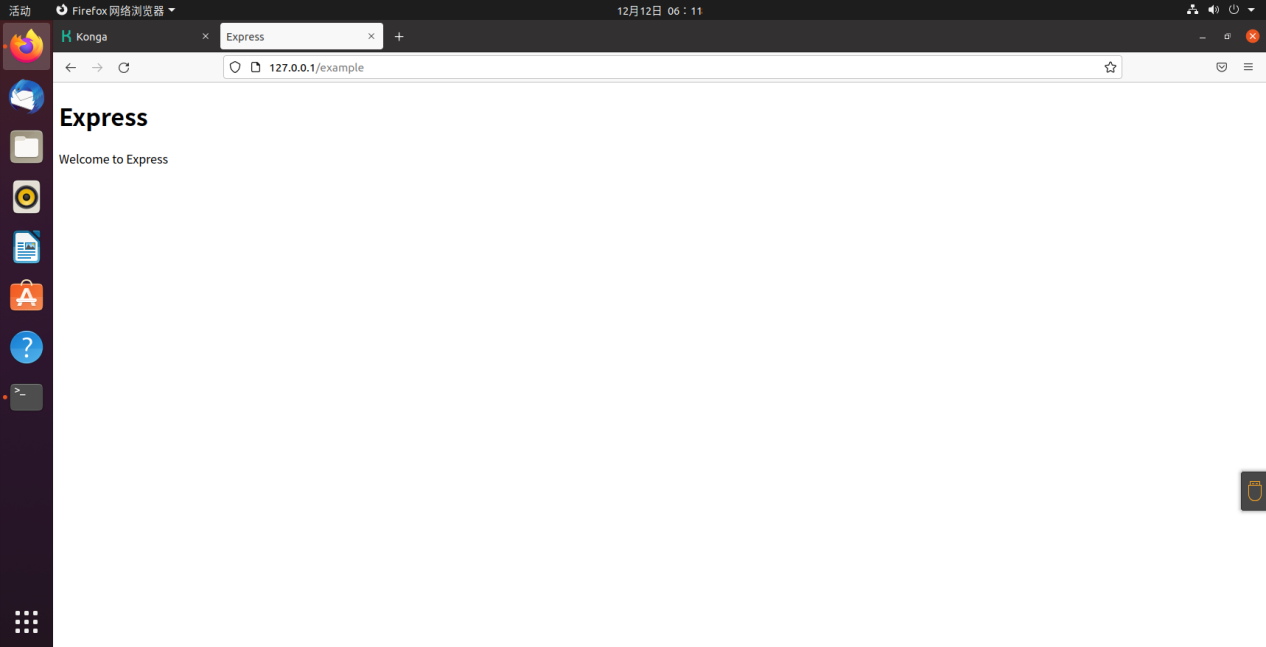 活动
Firefox 网络浏览器
12月12日 06：11
Konga
Express
127.0.0.1/example
Express
Welcome to Express